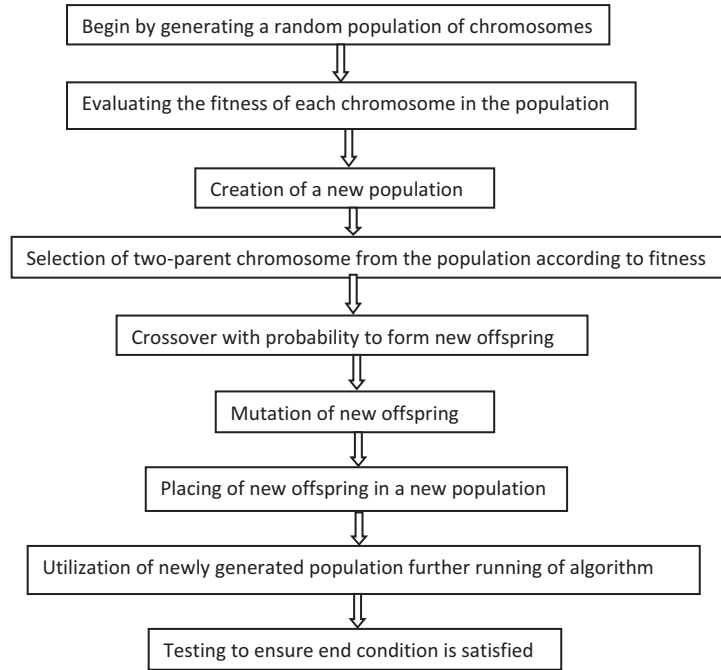 Begin by generating a random population of chromosomes
Evaluating the fitness of each chromosome in the population
Creation of a new population
Selection of two-parent chromosome from the population according to fitness
Crossover with probability to form new offspring
Mutation of new offspring
Placing of new offspring in a new population
Utilization of newly generated population further running of algorithm
Testing to ensure end condition is satisfied